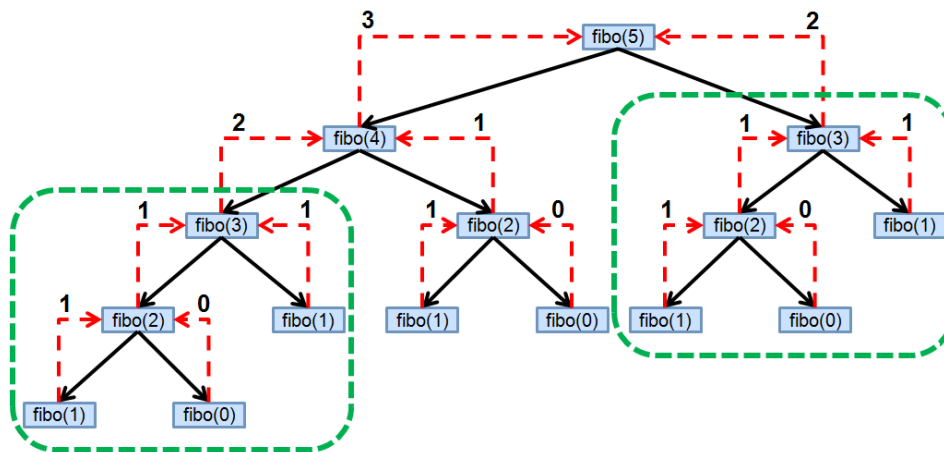 3 fibo(5) 2
2 fibo(4) 1 1 fibo(3) 1
1 fibo(3) 1 1 fibo(2) 0 1 fibo(2) 0 fibo(1)
1 fibo(2) 0 fibo(1) fibo(1) fibo(0) fibo(1) fibo(0)
fibo(1) fibo(0)